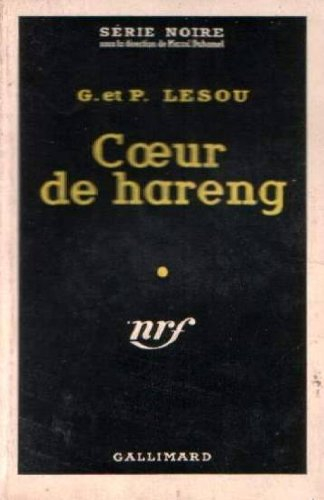 SÉRIE NOIRE
sous la direction de Marcel Duhamel
G. et P. LESOU
Cœur
de hareng
nrf
GALLIMARD